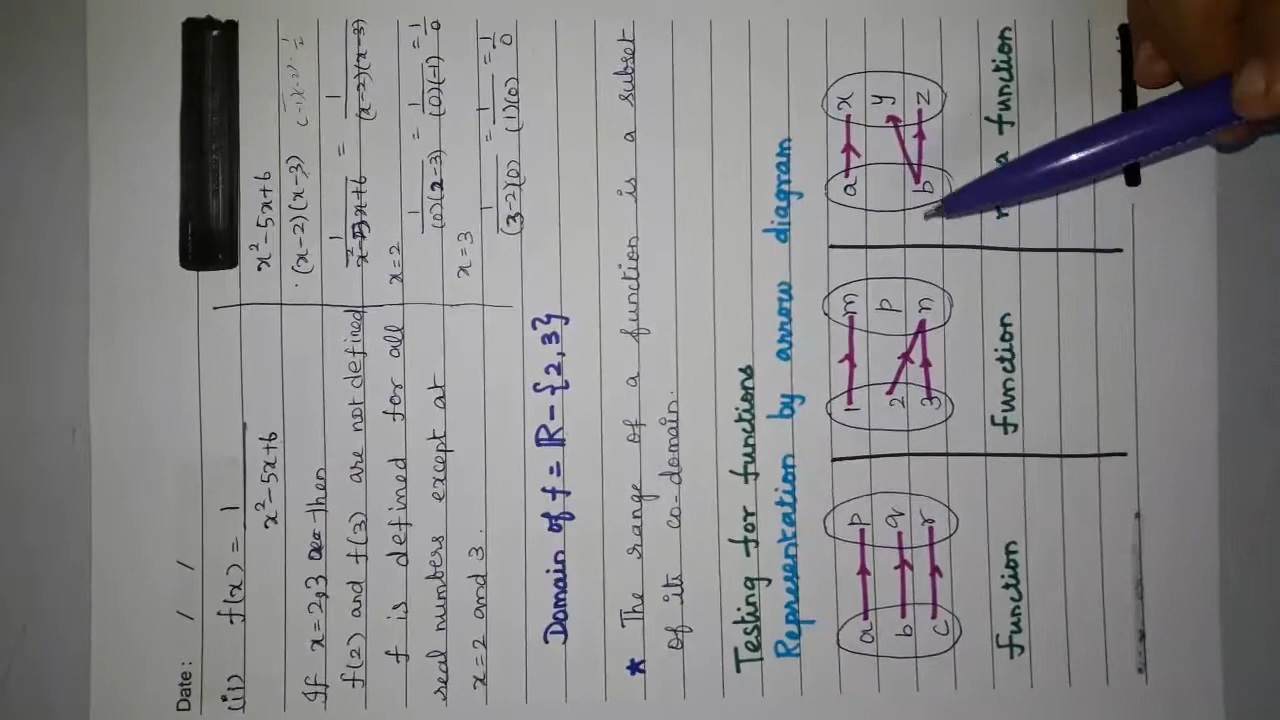 Date: / /
(ii) f(x) = 1
x²-5x+6
If x=2,3 then
f(2) and f(3) are not defined
f is defined for all
real numbers except at
x=2 and 3.
x²-5x+6
(x-2)(x-3)
1 / x²-5x+6 = 1 / (x-2)(x-3)
x=2
1 / (0)(x-3) = 1 / (0)(-1) = 1 / 0
x=3
1 / (3-2)(0) = 1 / (1)(0) = 1 / 0
Domain of f = ℝ - {2, 3}
* The range of a function is a subset
of its co-domain.
Testing for functions
Representation by arrow diagram
a p
b q
c r
function
1 m
2 p
3 n
function
a x
y
b z
a function